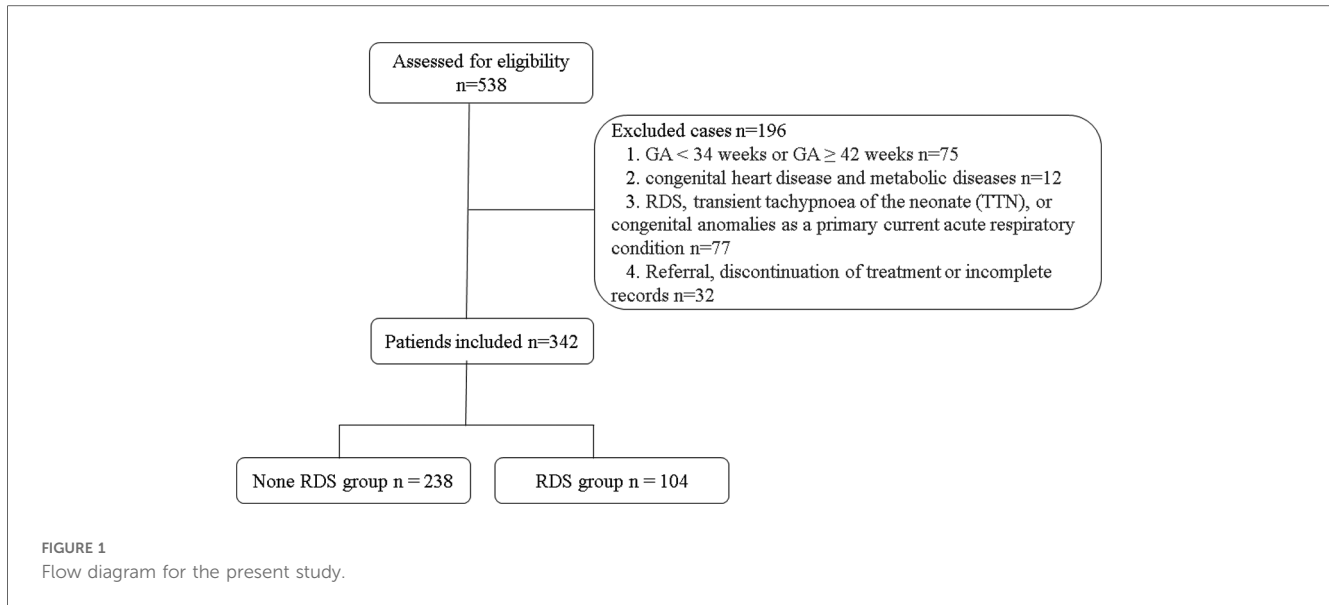 Assessed for eligibility
n=538
Excluded cases n=196
1. GA < 34 weeks or GA ≥ 42 weeks n=75
2. congenital heart disease and metabolic diseases n=12
3. RDS, transient tachypnoea of the neonate (TTN), or
congenital anomalies as a primary current acute respiratory
condition n=77
4. Referral, discontinuation of treatment or incomplete
records n=32
Patiends included n=342
None RDS group n = 238
RDS group n = 104
FIGURE 1
Flow diagram for the present study.